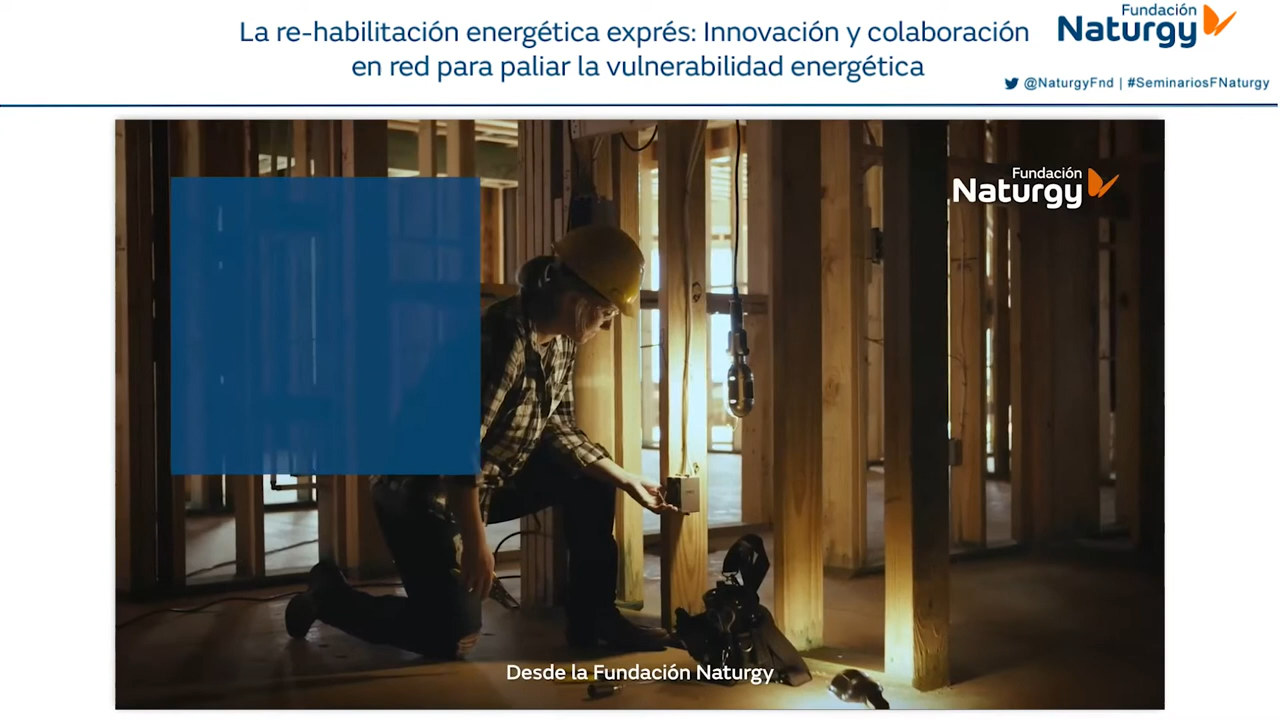 La re-habilitación energética exprés: Innovación y colaboración
en red para paliar la vulnerabilidad energética
Fundación
Naturgy
@NaturgyFnd | #SeminariosFNaturgy
Fundación
Naturgy
Desde la Fundación Naturgy